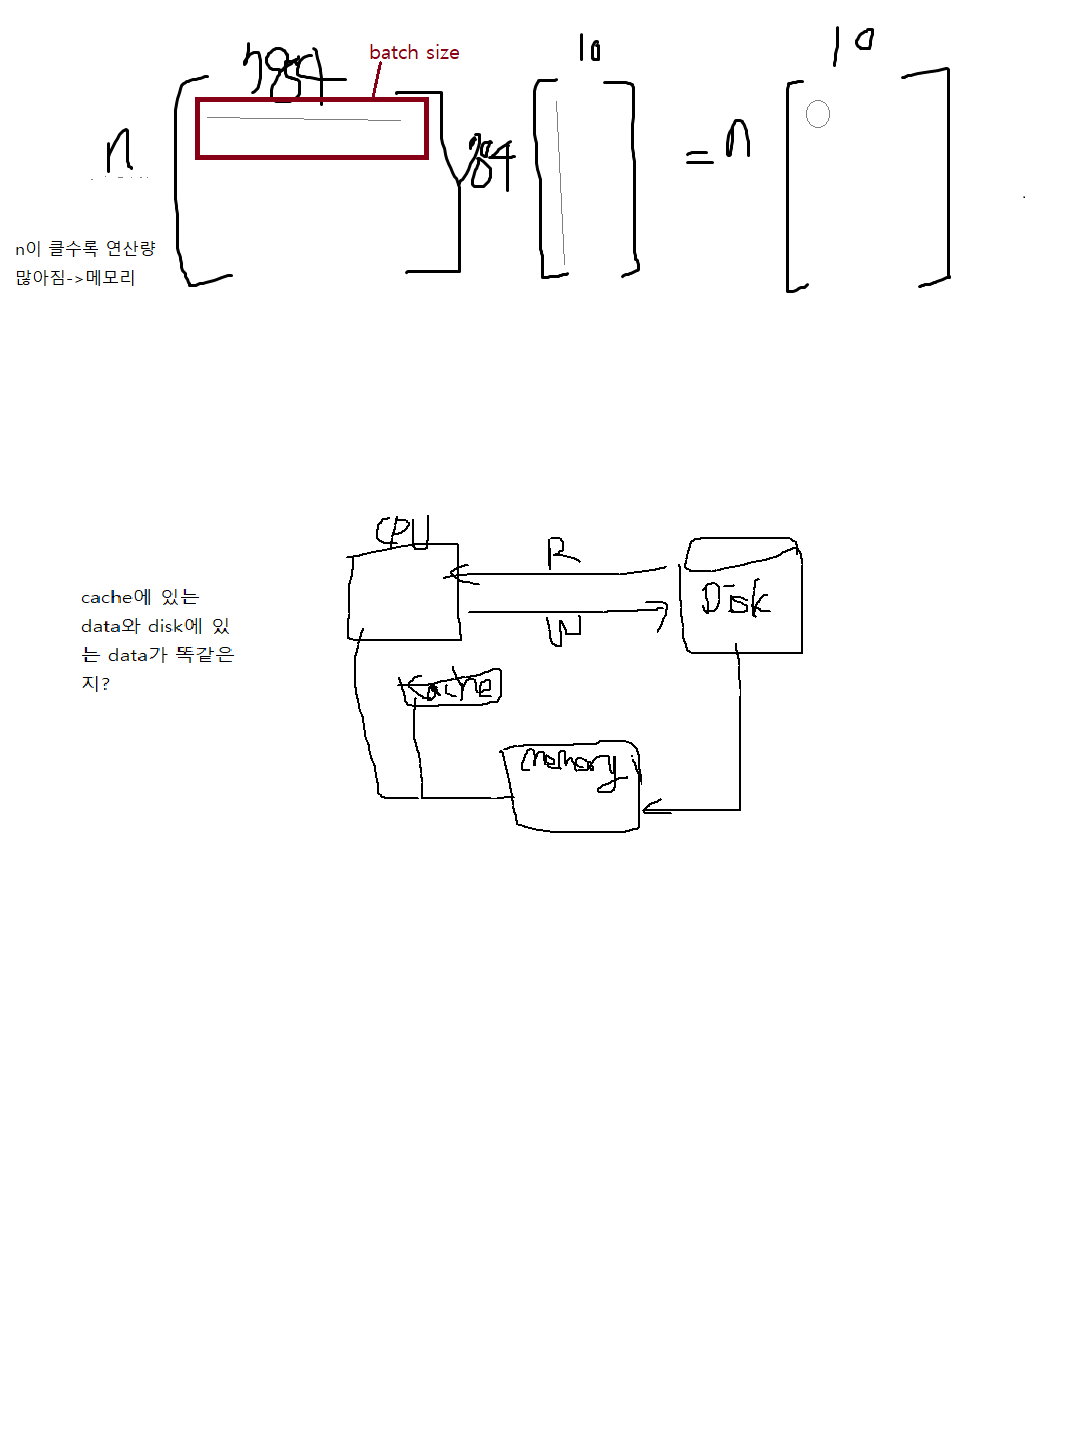 784
batch size
10
10
n
784
= n
n이 클수록 연산량
많아짐->메모리
CPU
R
Disk
W
cache에 있는
data와 disk에 있
는 data가 똑같은
지?
cache
memory